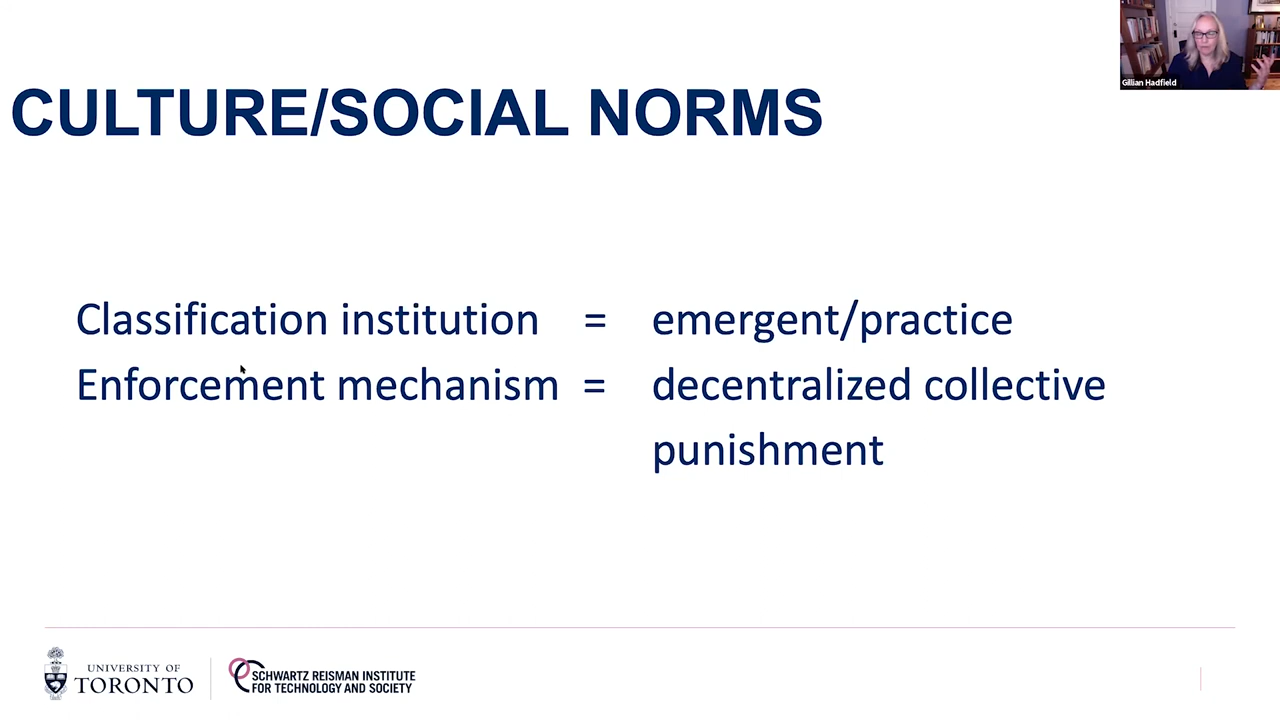 Gillian Hadfield
CULTURE/SOCIAL NORMS
Classification institution = emergent/practice
Enforcement mechanism = decentralized collective
punishment
UNIVERSITY OF
TORONTO
SCHWARTZ REISMAN INSTITUTE
FOR TECHNOLOGY AND SOCIETY